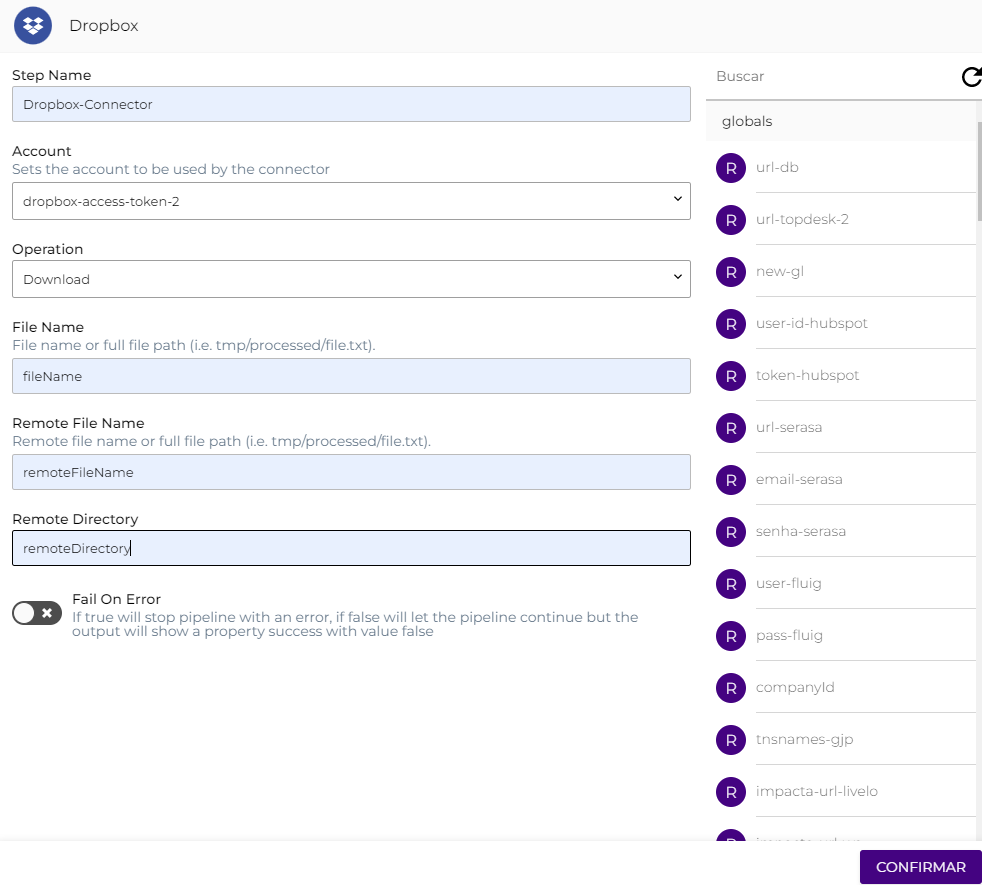 Dropbox
Step Name
Dropbox-Connector
Account
Sets the account to be used by the connector
dropbox-access-token-2
Operation
Download
File Name
File name or full file path (i.e. tmp/processed/file.txt).
fileName
Remote File Name
Remote file name or full file path (i.e. tmp/processed/file.txt).
remoteFileName
Remote Directory
remoteDirectory
Fail On Error
If true will stop pipeline with an error, if false will let the pipeline continue but the
output will show a property success with value false
Buscar
globals
R url-db
R url-topdesk-2
R new-gl
R user-id-hubspot
R token-hubspot
R url-serasa
R email-serasa
R senha-serasa
R user-fluig
R pass-fluig
R companyId
R tnsnames-gjp
R impacta-url-livelo
CONFIRMAR